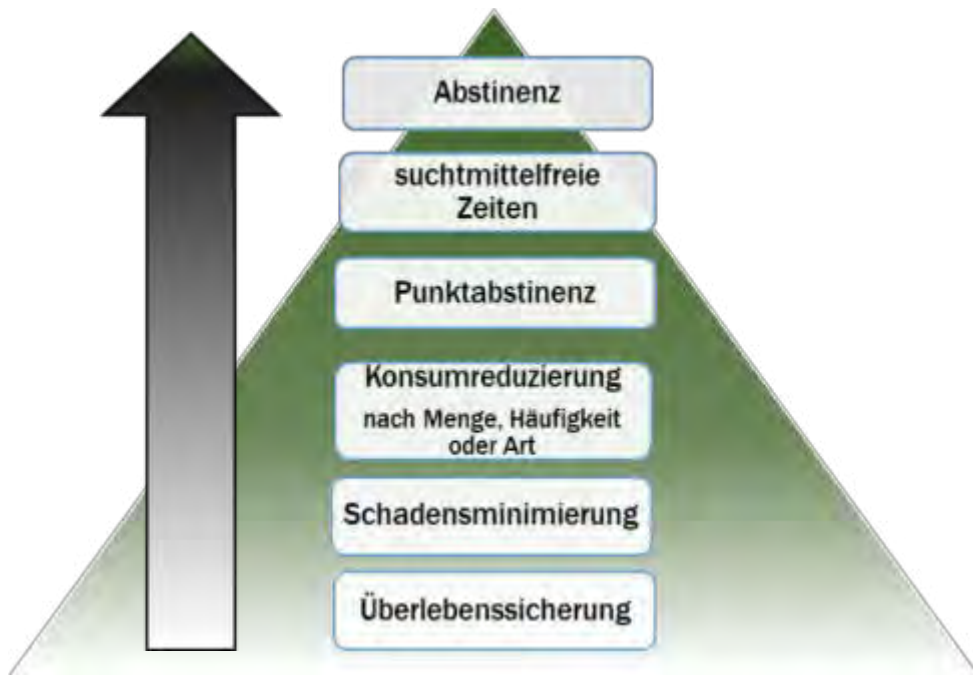 Abstinenz
suchtmittelfreie
Zeiten
Punktabstinenz
Konsumreduzierung
nach Menge, Häufigkeit
oder Art
Schadensminimierung
Überlebenssicherung